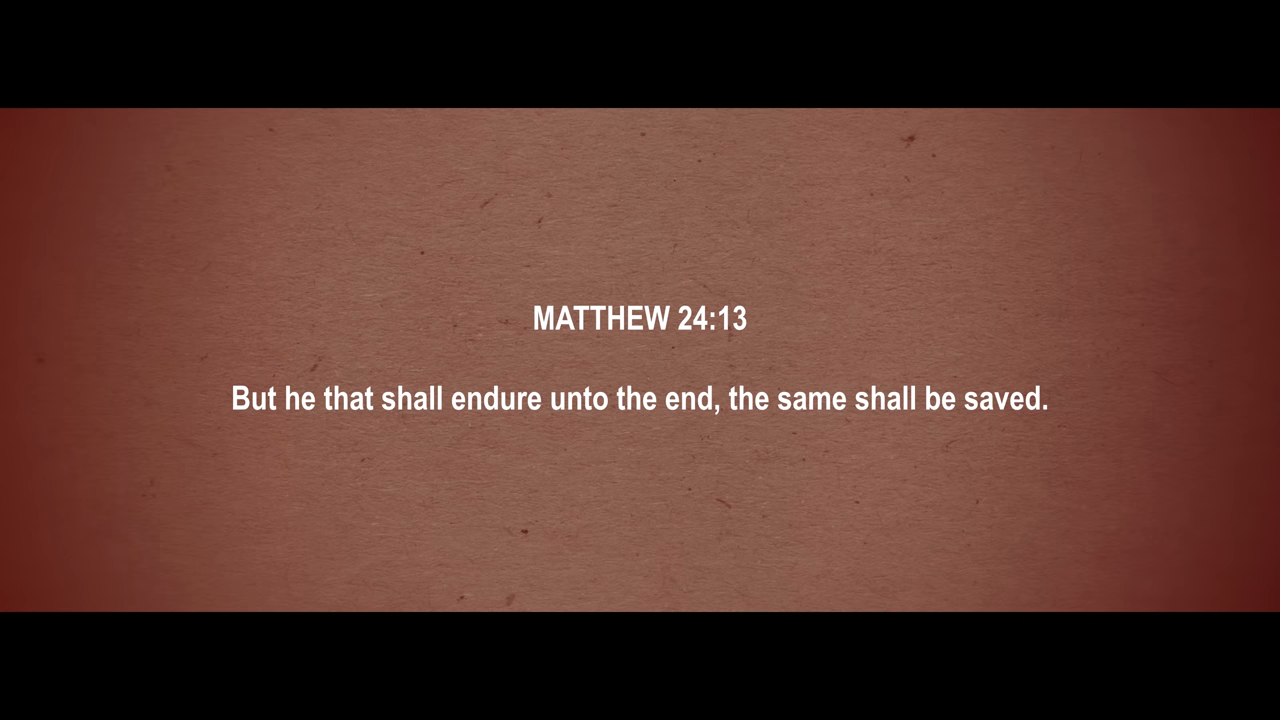 MATTHEW 24:13
But he that shall endure unto the end, the same shall be saved.